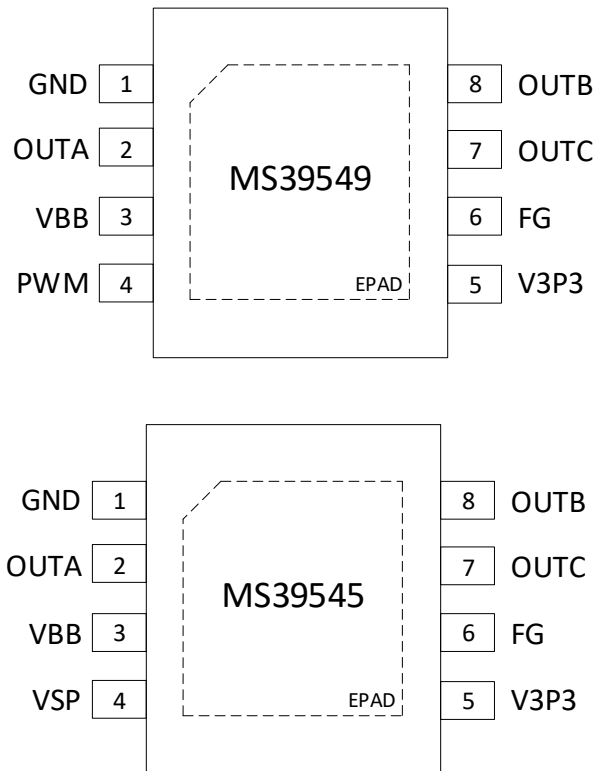 GND 1 8 OUTB
OUTA 2 7 OUTC
MS39549
VBB 3 6 FG
PWM 4 EPAD 5 V3P3
GND 1 8 OUTB
OUTA 2 7 OUTC
MS39545
VBB 3 6 FG
VSP 4 EPAD 5 V3P3